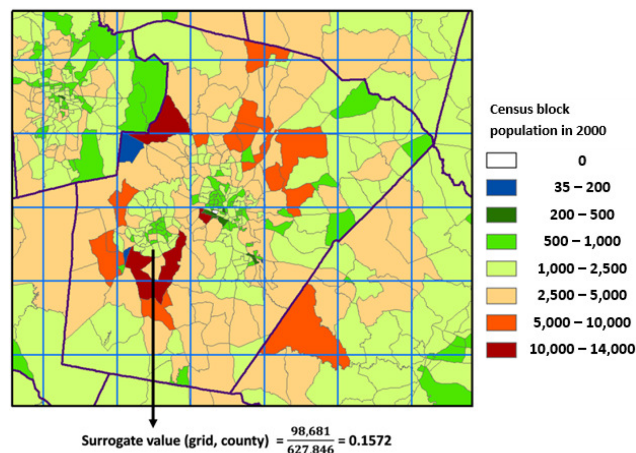 Census block
population in 2000
0
35 – 200
200 – 500
500 – 1,000
1,000 – 2,500
2,500 – 5,000
5,000 – 10,000
10,000 – 14,000
Surrogate value (grid, county) = 98,681 / 627,846 = 0.1572